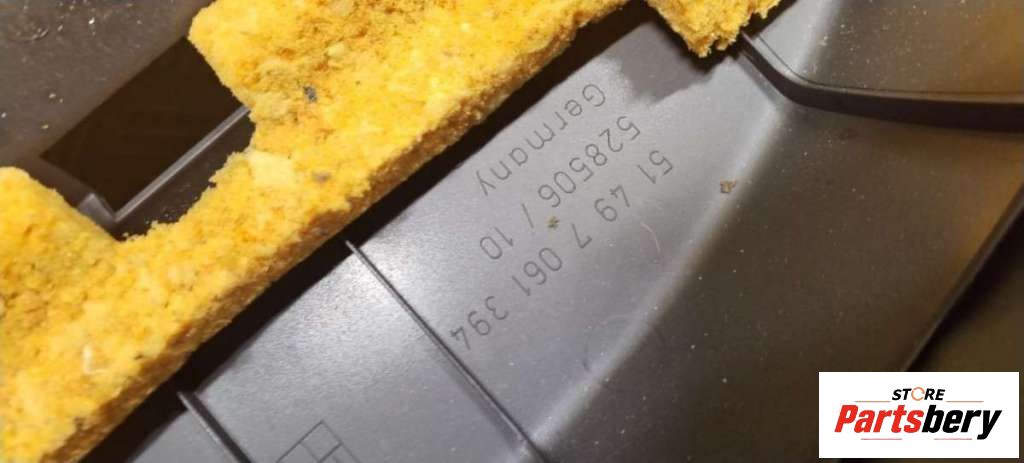 Germany
528506 / 10
51 49 7 061 394
STORE
Partsbery